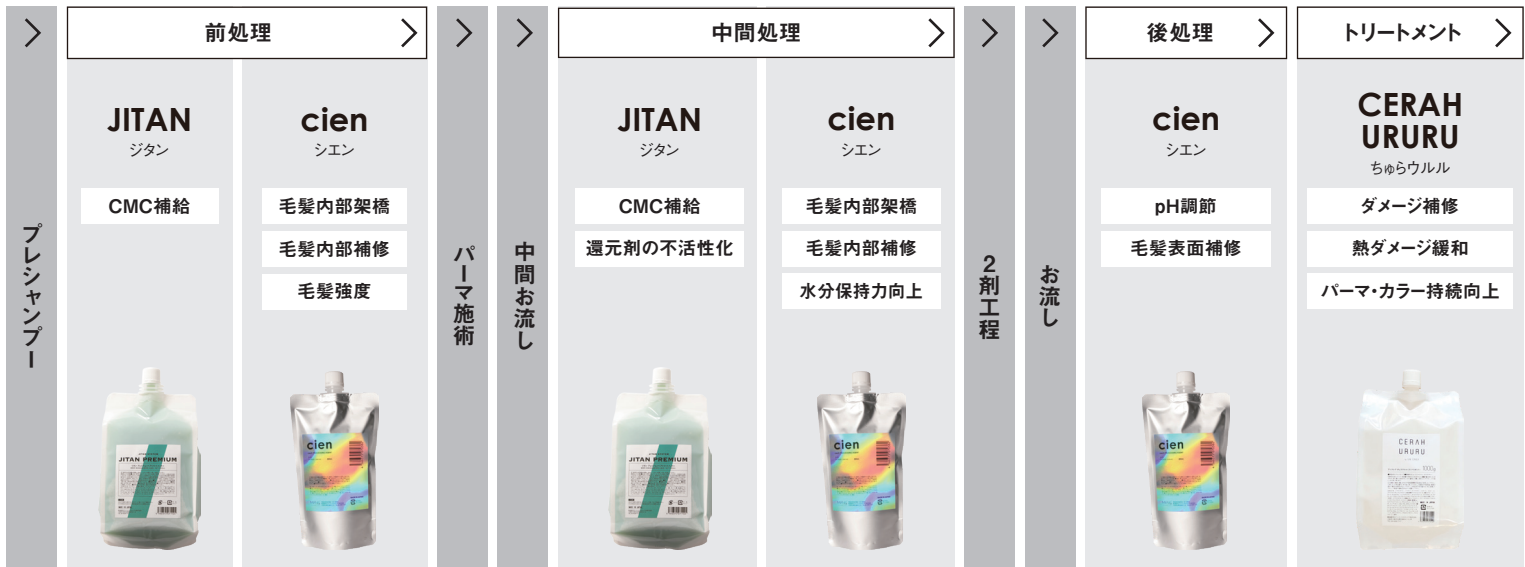 プレシャンプー
前処理
JITAN
ジタン
CMC補給
JITAN PREMIUM
cien
シエン
毛髪内部架橋
毛髪内部補修
毛髪強度
cien
パーマ施術
中間お流し
中間処理
JITAN
ジタン
CMC補給
還元剤の不活性化
JITAN PREMIUM
cien
シエン
毛髪内部架橋
毛髪内部補修
水分保持力向上
cien
2剤工程
お流し
後処理
cien
シエン
pH調節
毛髪表面補修
cien
トリートメント
CERAH
URURU
ちゅらウルル
ダメージ補修
熱ダメージ緩和
パーマ・カラー持続向上
CERAH
URURU
1000g